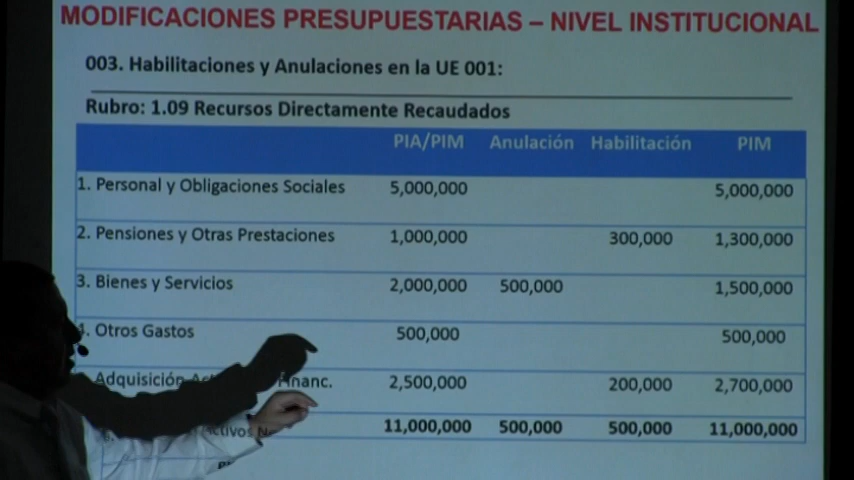 MODIFICACIONES PRESUPUESTARIAS – NIVEL INSTITUCIONAL
003. Habilitaciones y Anulaciones en la UE 001:
Rubro: 1.09 Recursos Directamente Recaudados
PIA/PIM Anulación Habilitación PIM
1. Personal y Obligaciones Sociales 5,000,000 5,000,000
2. Pensiones y Otras Prestaciones 1,000,000 300,000 1,300,000
3. Bienes y Servicios 2,000,000 500,000 1,500,000
4. Otros Gastos 500,000 500,000
Adquisición Financ. 2,500,000 200,000 2,700,000
11,000,000 500,000 500,000 11,000,000